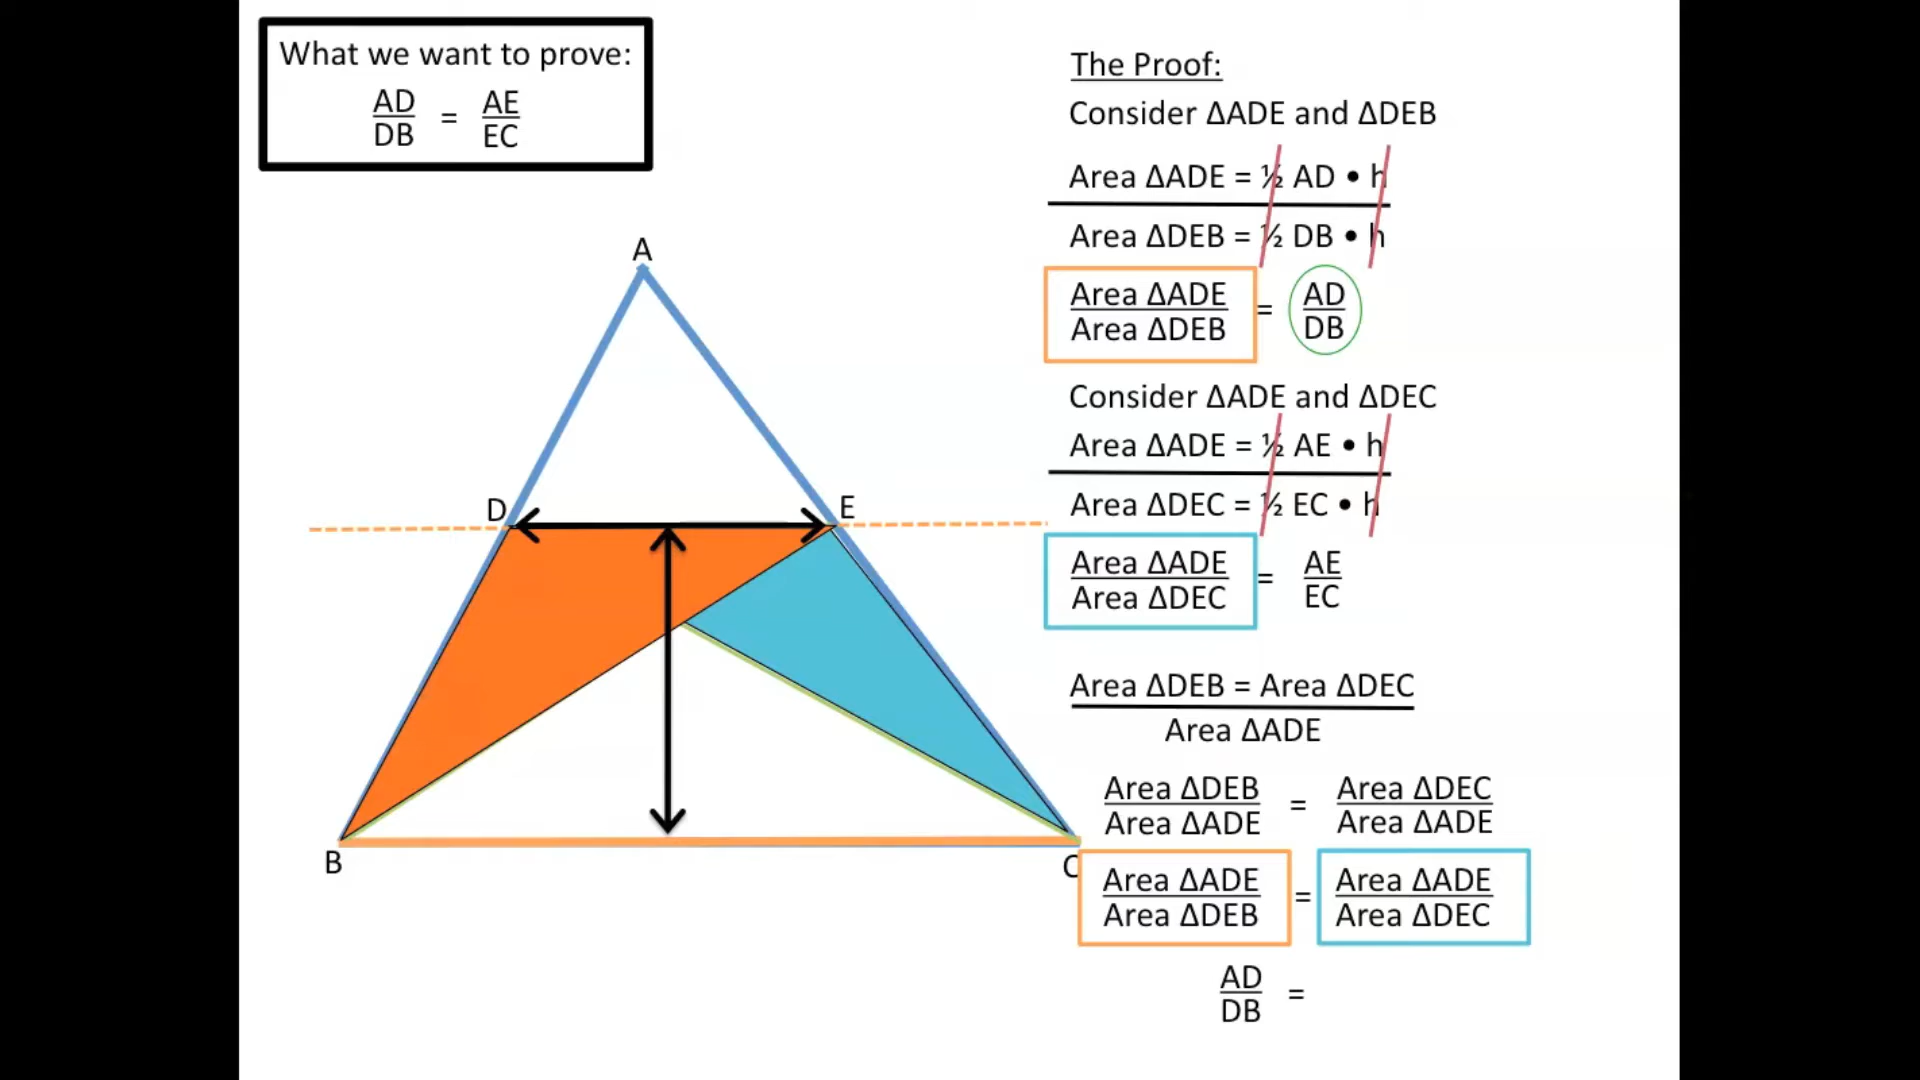 What we want to prove:
AD = AE
DB EC
The Proof:
Consider ΔADE and ΔDEB
Area ΔADE = ½ AD • h
Area ΔDEB = ½ DB • h
Area ΔADE = AD
Area ΔDEB DB
Consider ΔADE and ΔDEC
Area ΔADE = ½ AE • h
Area ΔDEC = ½ EC • h
Area ΔADE = AE
Area ΔDEC EC
Area ΔDEB = Area ΔDEC
Area ΔADE
Area ΔDEB = Area ΔDEC
Area ΔADE Area ΔADE
Area ΔADE = Area ΔADE
Area ΔDEB Area ΔDEC
AD =
DB
A
D E
B C